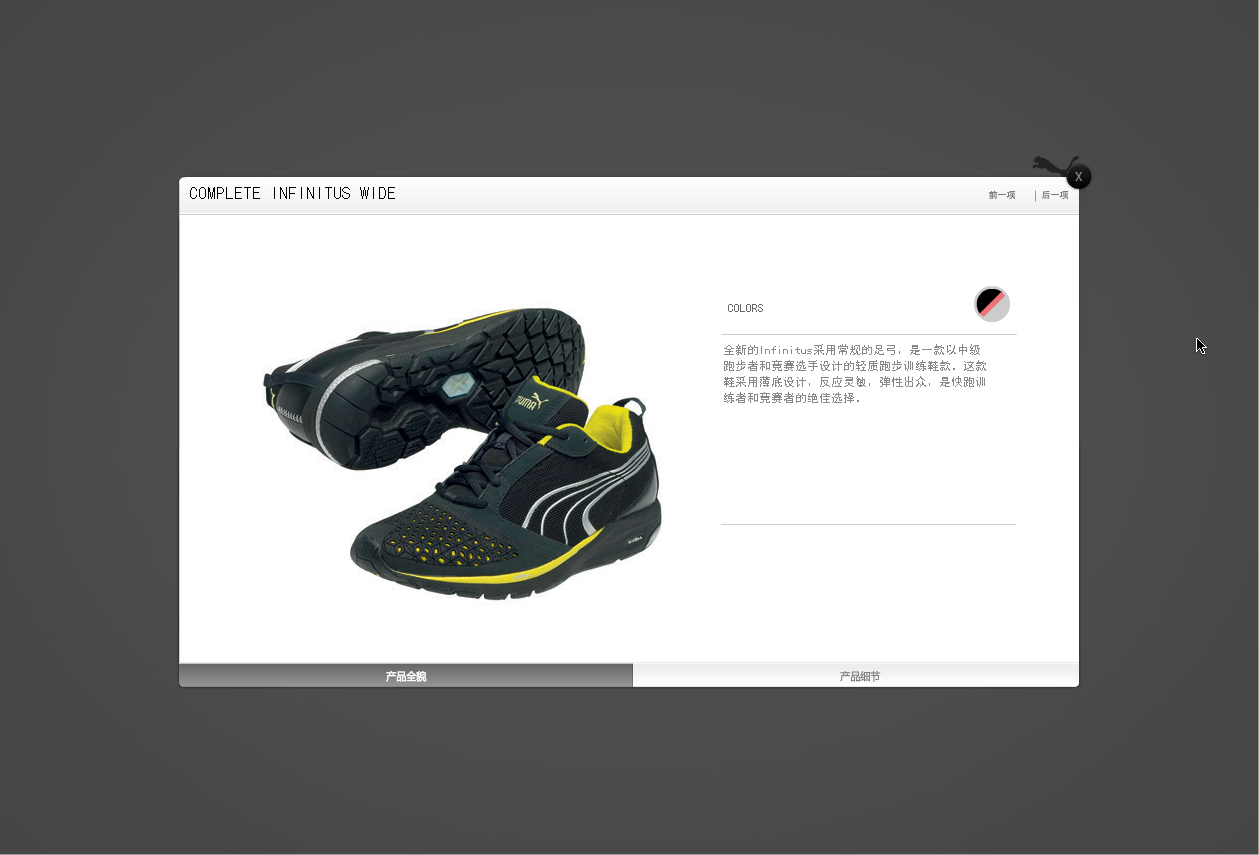 COMPLETE INFINITUS WIDE
前一项 | 后一项
X
COLORS
全新的Infinitus采用常规的足弓，是一款以中级
跑步者和竞赛选手设计的轻质跑步训练鞋款。这款
鞋采用薄底设计，反应灵敏，弹性出众，是快跑训
练者和竞赛者的绝佳选择。
PUMA
产品全貌
产品细节